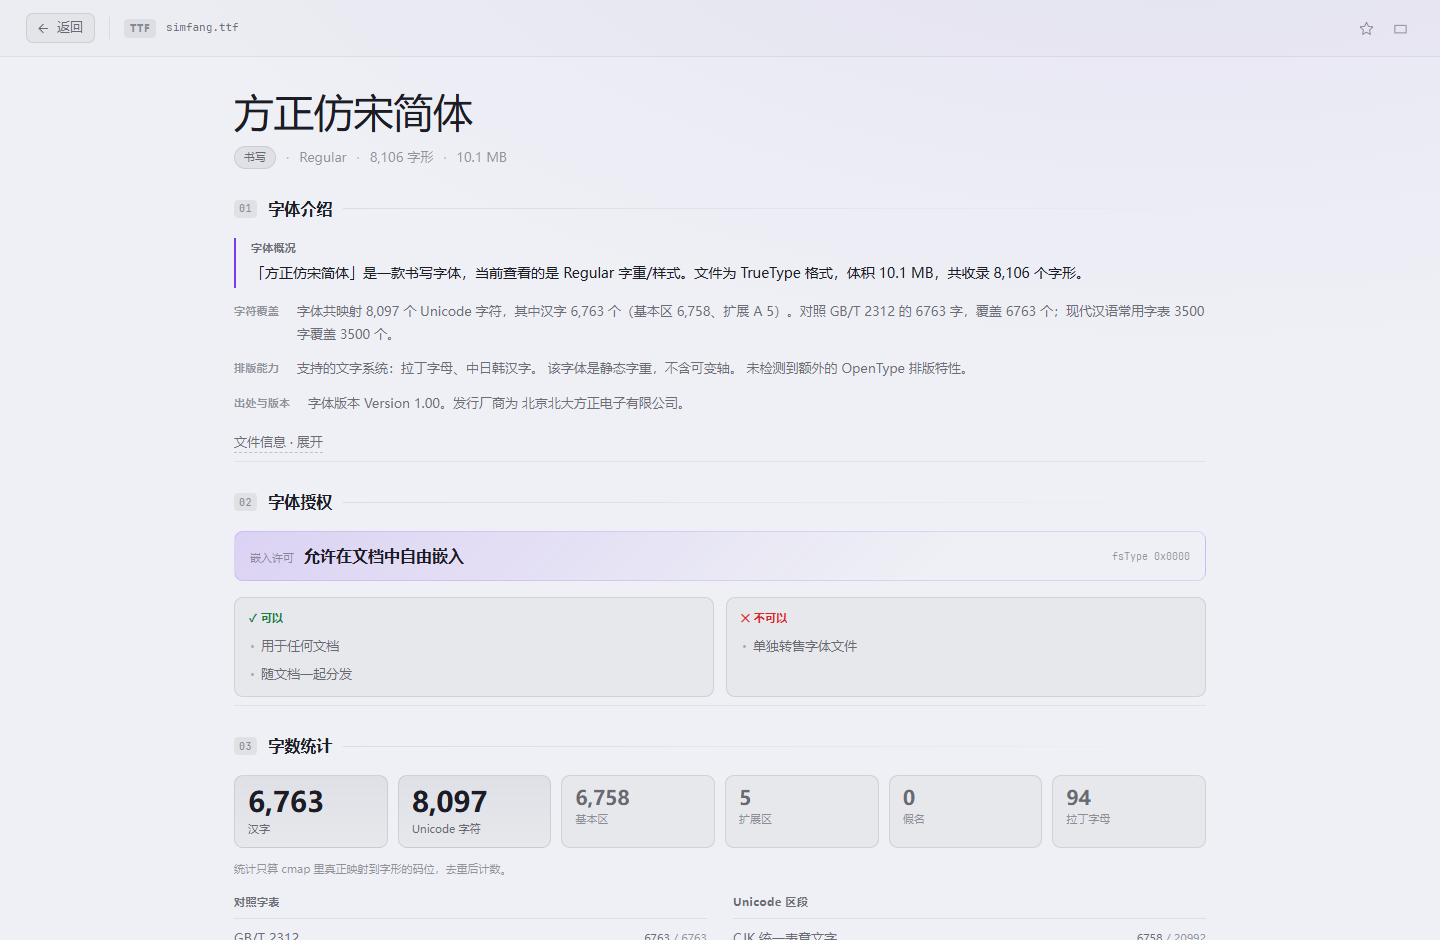 ← 返回
TTF simfang.ttf
方正仿宋简体
书写 · Regular · 8,106 字形 · 10.1 MB
01 字体介绍
字体概况
「方正仿宋简体」是一款书写字体，当前查看的是 Regular 字重/样式。文件为 TrueType 格式，体积 10.1 MB，共收录 8,106 个字形。
字符覆盖 字体共映射 8,097 个 Unicode 字符，其中汉字 6,763 个（基本区 6,758、扩展 A 5）。对照 GB/T 2312 的 6763 字，覆盖 6763 个；现代汉语常用字表 3500
字覆盖 3500 个。
排版能力 支持的文字系统：拉丁字母、中日韩汉字。 该字体是静态字重，不含可变轴。 未检测到额外的 OpenType 排版特性。
出处与版本 字体版本 Version 1.00。发行厂商为 北京北大方正电子有限公司。
文件信息 · 展开
02 字体授权
嵌入许可 允许在文档中自由嵌入 fsType 0x0000
✓ 可以
• 用于任何文档
• 随文档一起分发
✕ 不可以
• 单独转售字体文件
03 字数统计
6,763
汉字
8,097
Unicode 字符
6,758
基本区
5
扩展区
0
假名
94
拉丁字母
统计只算 cmap 里真正映射到字形的码位，去重后计数。
对照字表
GB/T 2312 6763 / 6763
Unicode 区段
CJK 统一表意文字 6758 / 20992